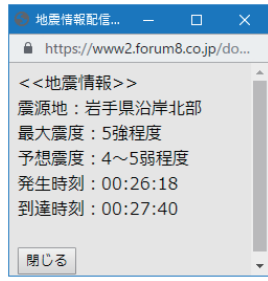 地震情報配信...
https://www2.forum8.co.jp/do...
<<地震情報>>
震源地：岩手県沿岸北部
最大震度：5強程度
予想震度：4～5弱程度
発生時刻：00:26:18
到達時刻：00:27:40
閉じる